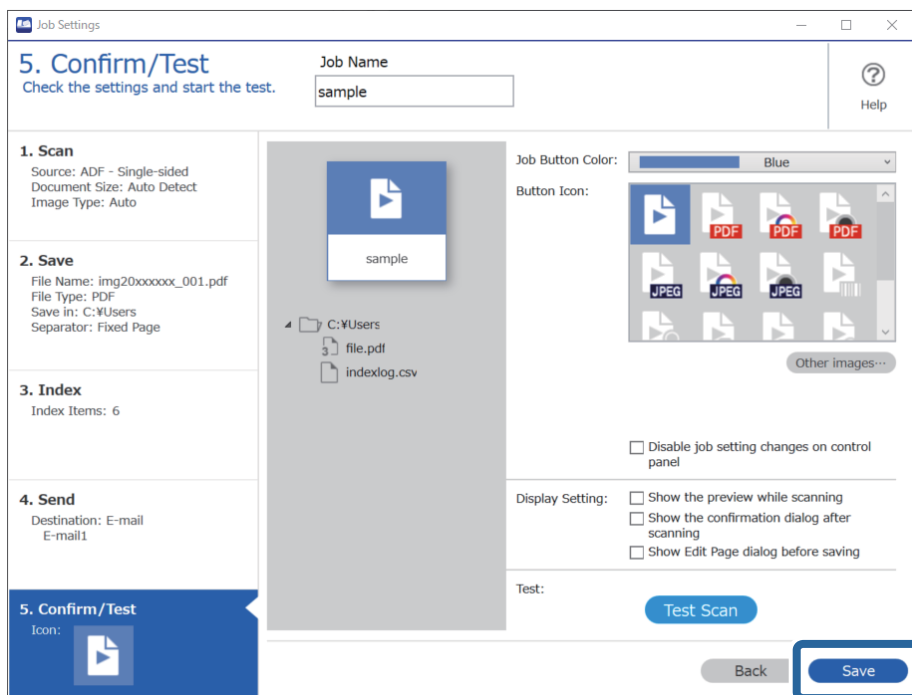 Job Settings
5. Confirm/Test
Check the settings and start the test.
Job Name
sample
Help
1. Scan
Source: ADF - Single-sided
Document Size: Auto Detect
Image Type: Auto
2. Save
File Name: img20xxxxxx_001.pdf
File Type: PDF
Save in: C:¥Users
Separator: Fixed Page
3. Index
Index Items: 6
4. Send
Destination: E-mail
E-mail1
5. Confirm/Test
Icon:
sample
C:¥Users
3 file.pdf
indexlog.csv
Job Button Color: Blue
Button Icon:
PDF PDF PDF
JPEG JPEG JPEG
Other images···
Disable job setting changes on control
panel
Display Setting: Show the preview while scanning
Show the confirmation dialog after
scanning
Show Edit Page dialog before saving
Test:
Test Scan
Back Save